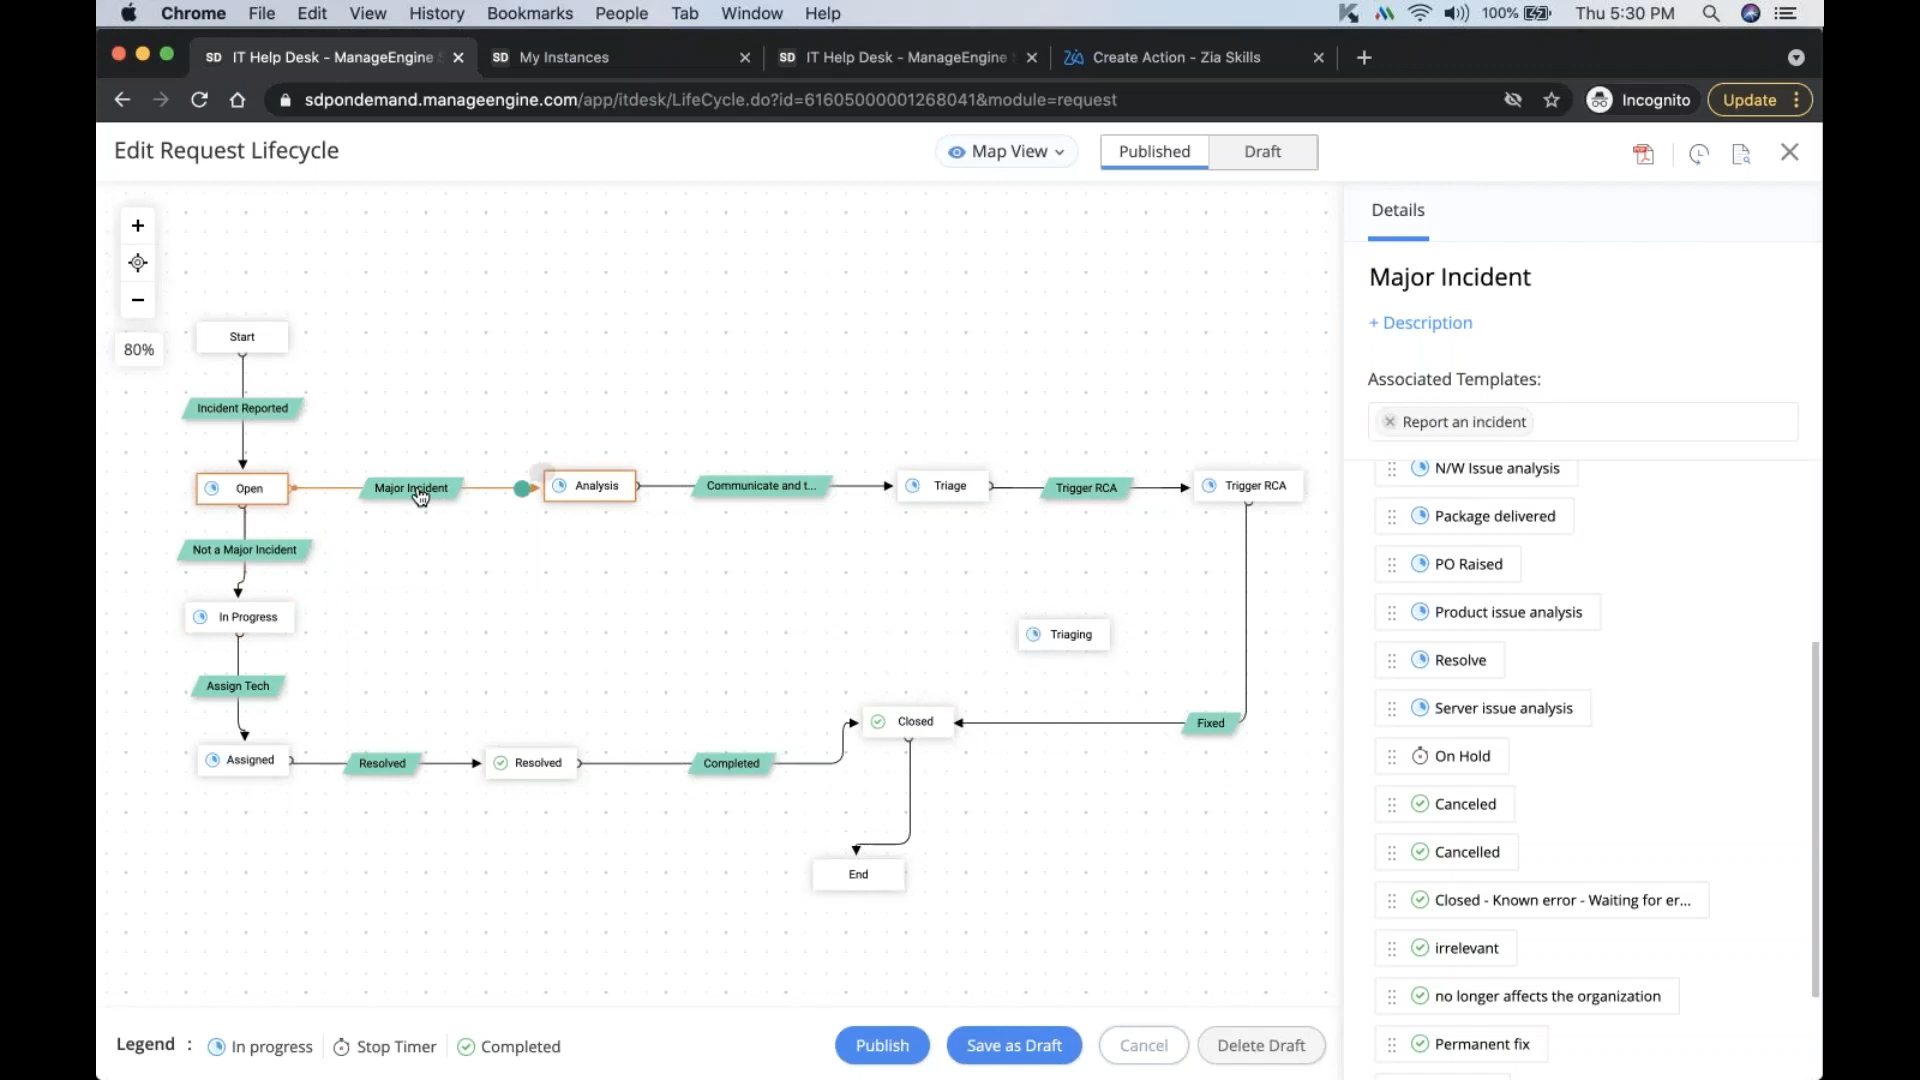 Chrome File Edit View History Bookmarks People Tab Window Help 100% Thu 5:30 PM
SD IT Help Desk - ManageEngine SD My Instances SD IT Help Desk - ManageEngine Create Action - Zia Skills
sdpondemand.manageengine.com/app/itdesk/LifeCycle.do?id=61605000001268041&module=request Incognito Update
Edit Request Lifecycle Map View Published Draft
Details
Major Incident
+ Description
Associated Templates:
Report an incident
+
−
80%
Start
Incident Reported
Open Major Incident Analysis Communicate and t... Triage Trigger RCA Trigger RCA
Not a Major Incident
In Progress
Triaging
Assign Tech
Closed Fixed
Assigned Resolved Resolved Completed
End
N/W Issue analysis
Package delivered
PO Raised
Product issue analysis
Resolve
Server issue analysis
On Hold
Canceled
Cancelled
Closed - Known error - Waiting for er...
irrelevant
no longer affects the organization
Permanent fix
Legend : In progress Stop Timer Completed Publish Save as Draft Cancel Delete Draft